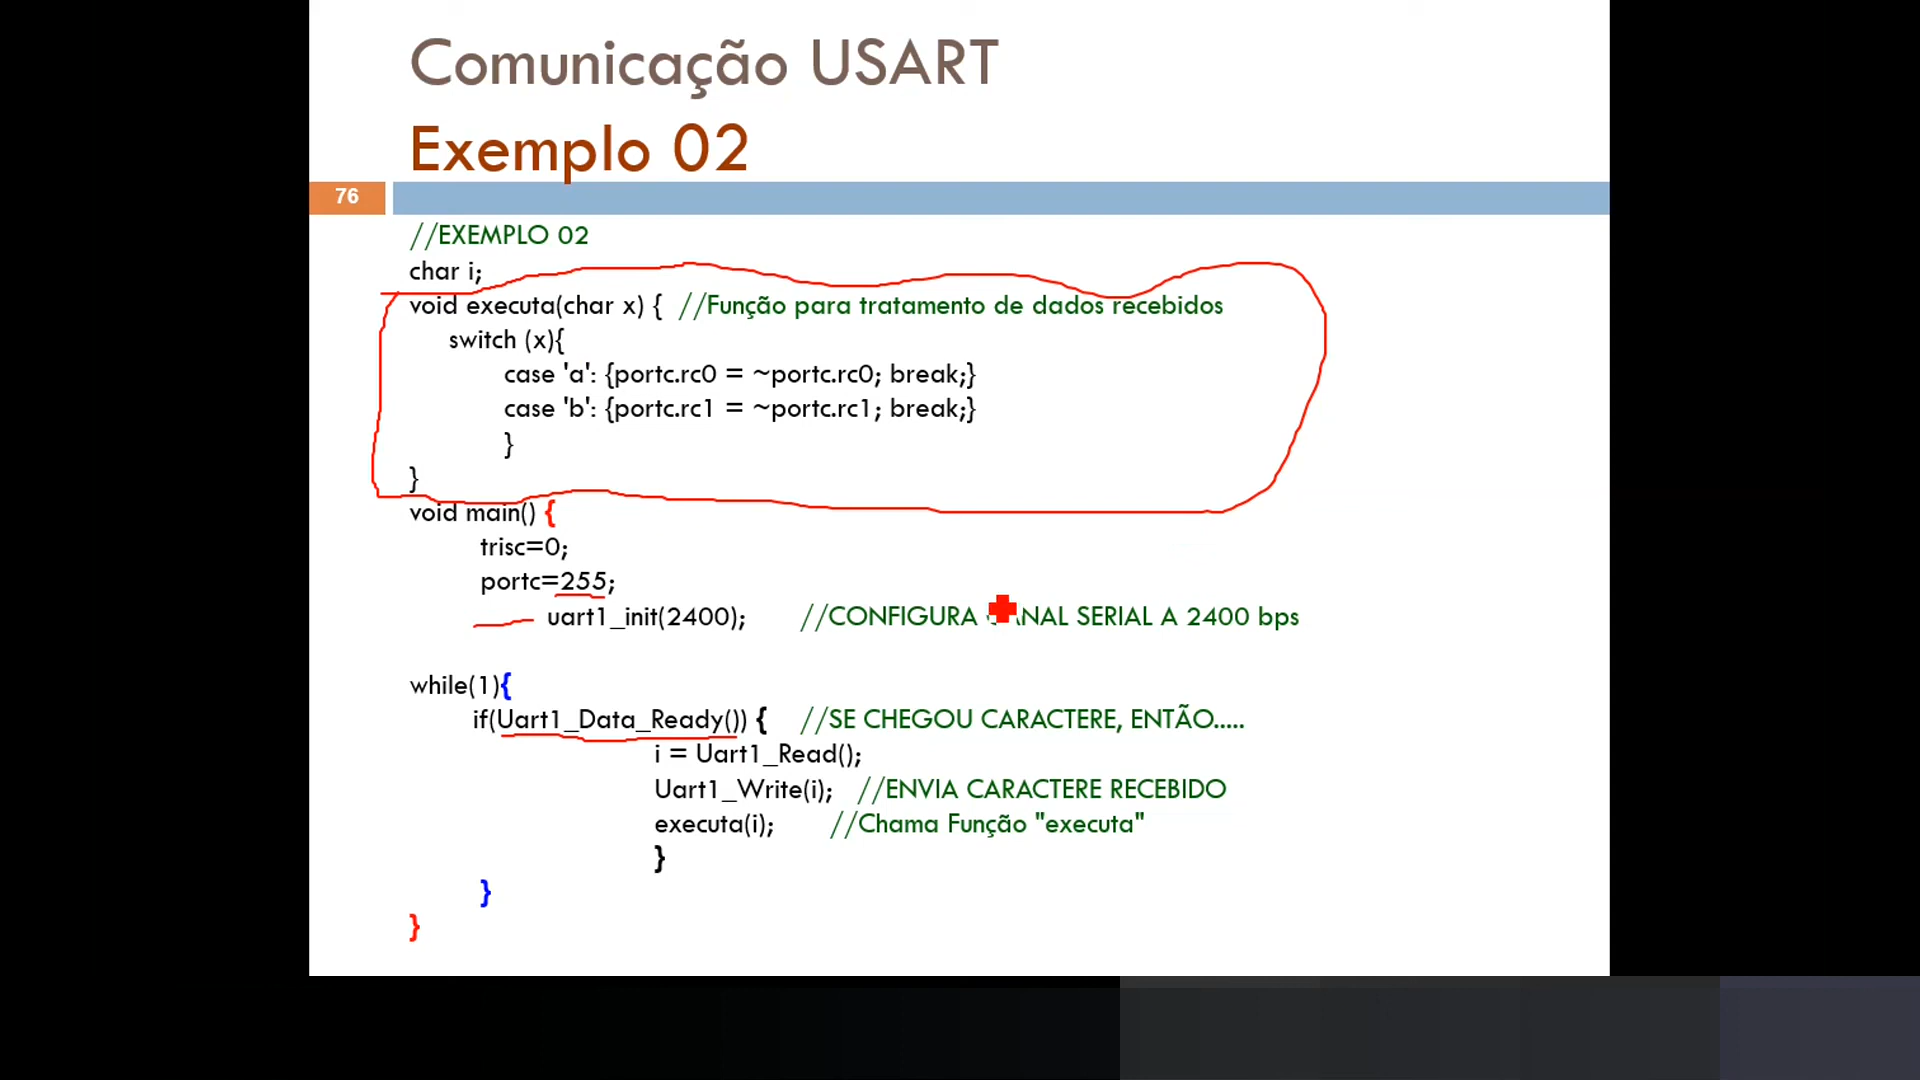 Comunicação USART
Exemplo 02
76
//EXEMPLO 02
char i;
void executa(char x) { //Função para tratamento de dados recebidos
switch (x){
case 'a': {portc.rc0 = ~portc.rc0; break;}
case 'b': {portc.rc1 = ~portc.rc1; break;}
}
}
void main() {
trisc=0;
portc=255;
uart1_init(2400); //CONFIGURA CANAL SERIAL A 2400 bps
while(1){
if(Uart1_Data_Ready()) { //SE CHEGOU CARACTERE, ENTÃO.....
i = Uart1_Read();
Uart1_Write(i); //ENVIA CARACTERE RECEBIDO
executa(i); //Chama Função "executa"
}
}
}